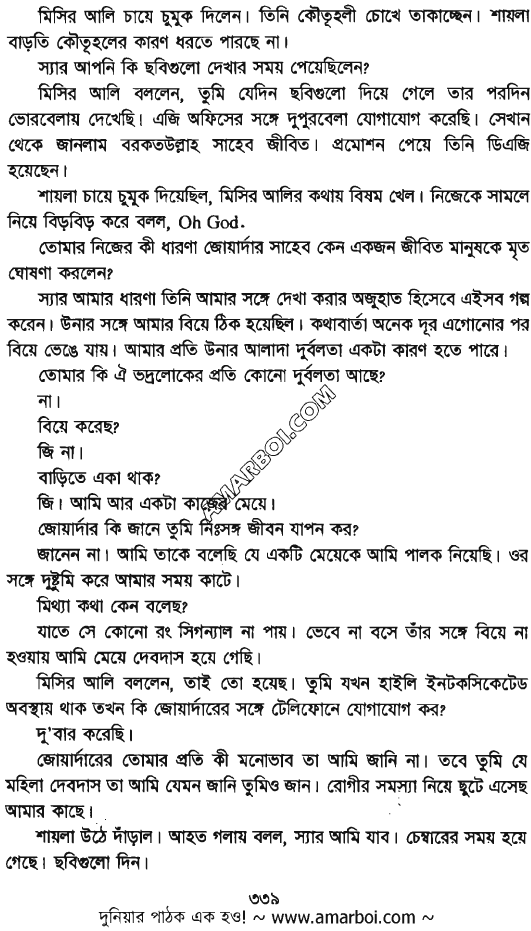 মিসির আলি চায়ে চুমুক দিলেন। তিনি কৌতূহলী চোখে তাকাচ্ছেন। শায়লা
বাড়তি কৌতূহলের কারণ ধরতে পারছে না।
স্যার আপনি কি ছবিগুলো দেখার সময় পেয়েছিলেন?
মিসির আলি বললেন, তুমি যেদিন ছবিগুলো দিয়ে গেলে তার পরদিন
ভোরবেলায় দেখেছি। এজি অফিসের সঙ্গে দুপুরবেলা যোগাযোগ করেছি। সেখান
থেকে জানলাম বরকতউল্লাহ সাহেব জীবিত। প্রমোশন পেয়ে তিনি ডিএজি
হয়েছেন।
শায়লা চায়ে চুমুক দিয়েছিল, মিসির আলির কথায় বিষম খেল। নিজেকে সামলে
নিয়ে বিড়বিড় করে বলল, Oh God.
তোমার নিজের কী ধারণা জোয়ার্দার সাহেব কেন একজন জীবিত মানুষকে মৃত
ঘোষণা করলেন?
স্যার আমার ধারণা তিনি আমার সঙ্গে দেখা করার অজুহাত হিসেবে এইসব গল্প
করেন। উনার সঙ্গে আমার বিয়ে ঠিক হয়েছিল। কথাবার্তা অনেক দূর এগোনোর পর
বিয়ে ভেঙে যায়। আমার প্রতি উনার আলাদা দুর্বলতা একটা কারণ হতে পারে।
তোমার কি ঐ ভদ্রলোকের প্রতি কোনো দুর্বলতা আছে?
না।
বিয়ে করেছ?
জি না।
বাড়িতে একা থাক?
জি। আমি আর একটা কাজের মেয়ে।
জোয়ার্দার কি জানে তুমি নিঃসঙ্গ জীবন যাপন কর?
জানেন না। আমি তাকে বলেছি যে একটি মেয়েকে আমি পালক নিয়েছি। ওর
সঙ্গে দুষ্টুমি করে আমার সময় কাটে।
মিথ্যা কথা কেন বলেছ?
যাতে সে কোনো রং সিগন্যাল না পায়। ভেবে না বসে তাঁর সঙ্গে বিয়ে না
হওয়ায় আমি মেয়ে দেবদাস হয়ে গেছি।
মিসির আলি বললেন, তাই তো হয়েছ। তুমি যখন হাইলি ইনটকসিকেটেড
অবস্থায় থাক তখন কি জোয়ার্দারের সঙ্গে টেলিফোনে যোগাযোগ কর?
দু'বার করেছি।
জোয়ার্দারের তোমার প্রতি কী মনোভাব তা আমি জানি না। তবে তুমি যে
মহিলা দেবদাস তা আমি যেমন জানি তুমিও জান। রোগীর সমস্যা নিয়ে ছুটে এসেছ
আমার কাছে।
শায়লা উঠে দাঁড়াল। আহত গলায় বলল, স্যার আমি যাব। চেম্বারের সময় হয়ে
গেছে। ছবিগুলো দিন।
AMARBOI.COM
৩৩৯
দুনিয়ার পাঠক এক হও! ~ www.amarboi.com ~